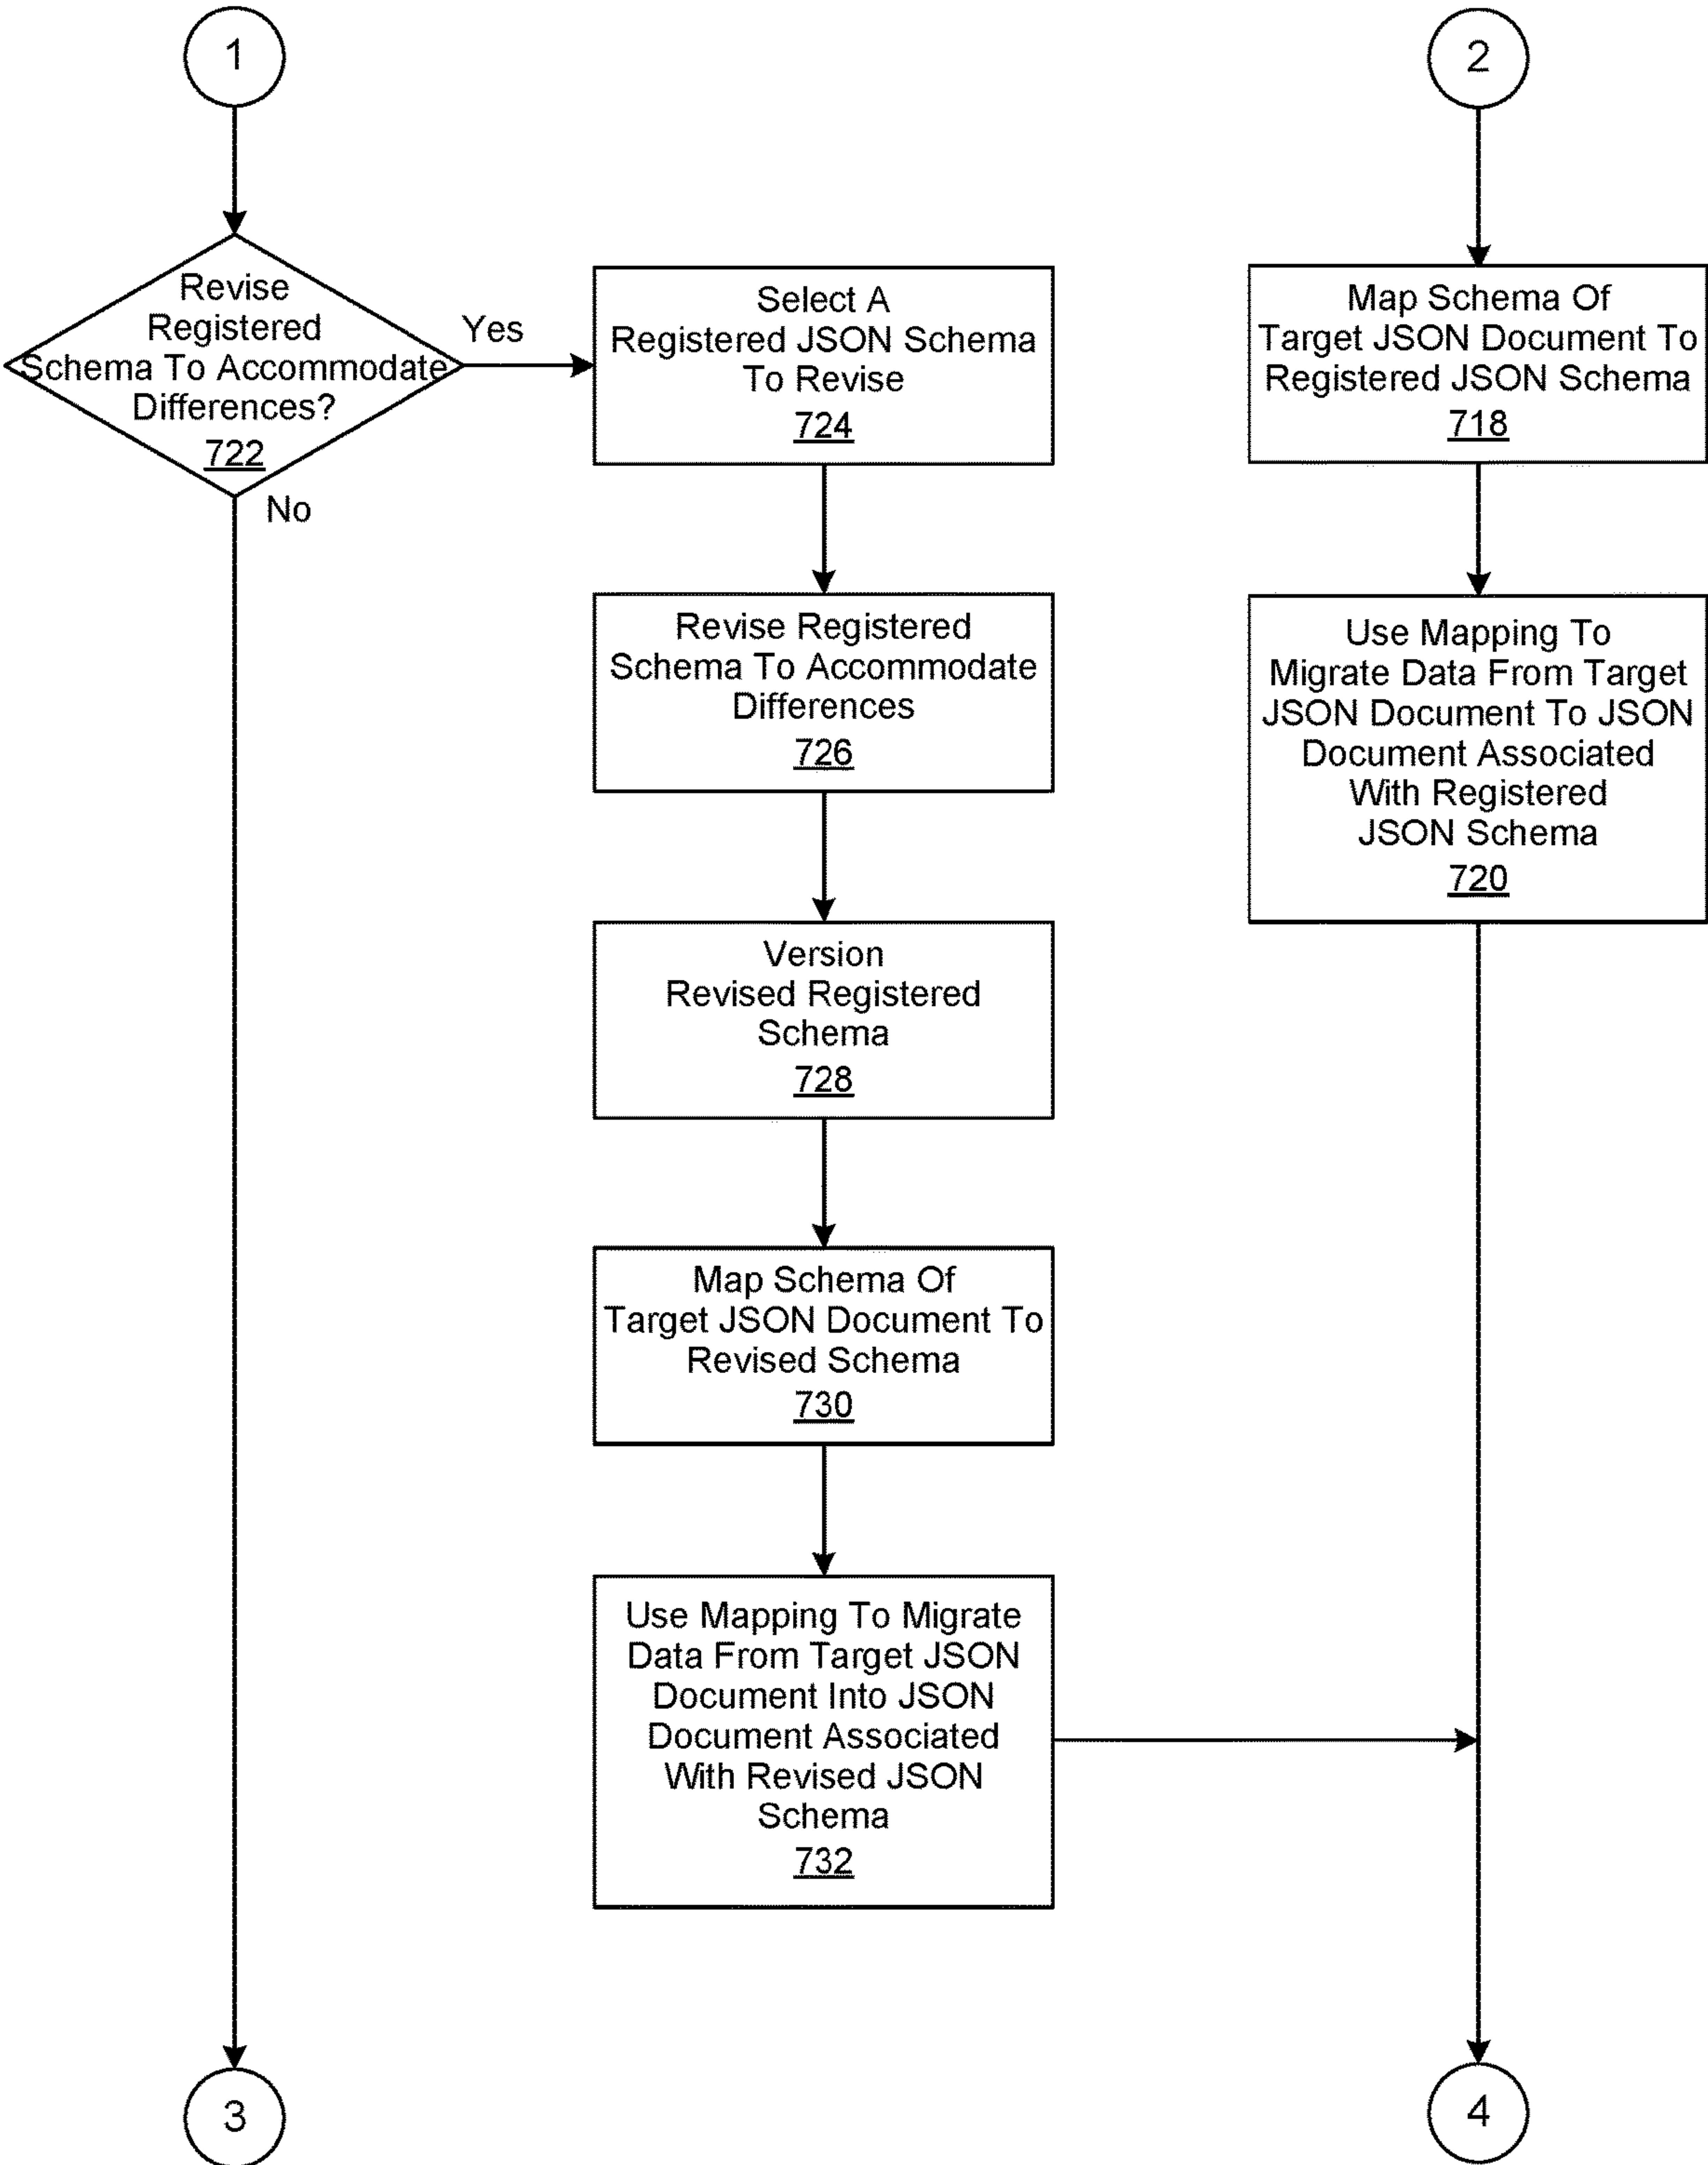 1
Revise
Registered
Schema To Accommodate
Differences?
722
Yes
No
Select A
Registered JSON Schema
To Revise
724
Revise Registered
Schema To Accommodate
Differences
726
Version
Revised Registered
Schema
728
Map Schema Of
Target JSON Document To
Revised Schema
730
Use Mapping To Migrate
Data From Target JSON
Document Into JSON
Document Associated
With Revised JSON
Schema
732
2
Map Schema Of
Target JSON Document To
Registered JSON Schema
718
Use Mapping To
Migrate Data From Target
JSON Document To JSON
Document Associated
With Registered
JSON Schema
720
3
4